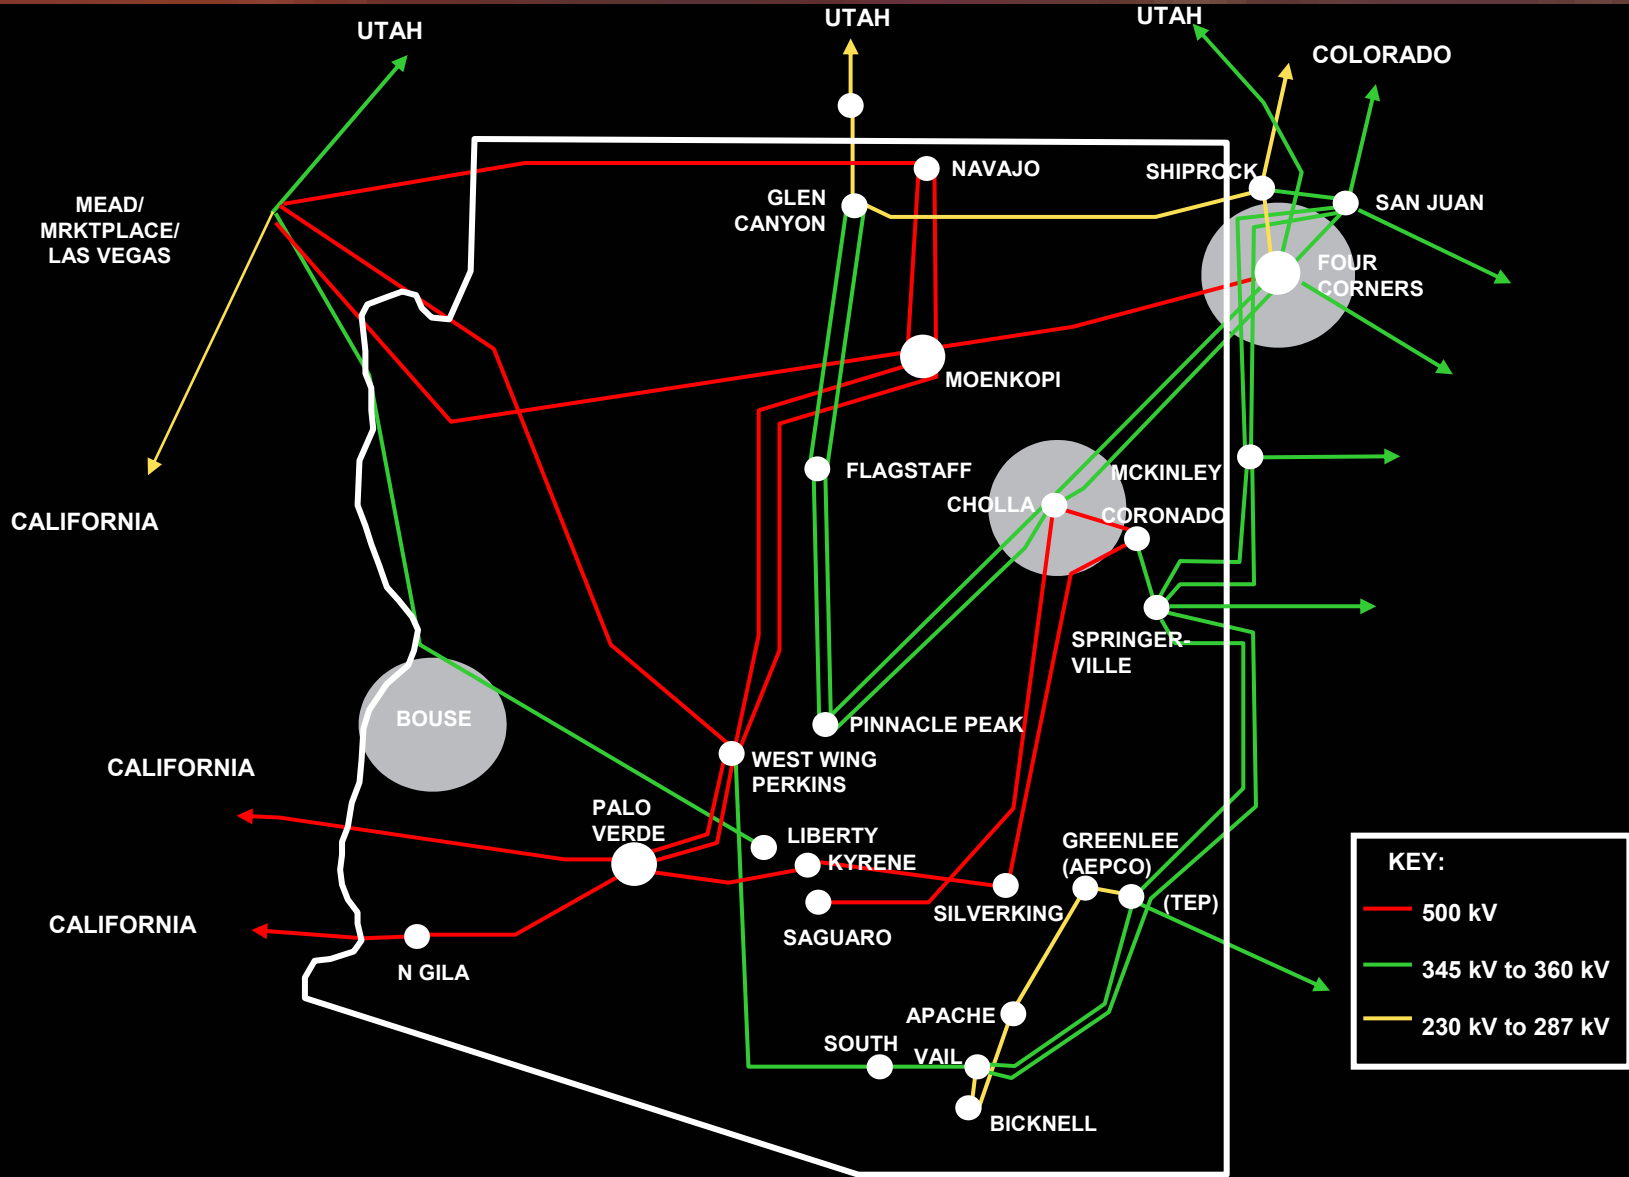 UTAH
UTAH
UTAH
COLORADO
NAVAJO
SHIPROCK
GLEN
CANYON
SAN JUAN
MEAD/
MRKTPLACE/
LAS VEGAS
FOUR
CORNERS
MOENKOPI
FLAGSTAFF
MCKINLEY
CHOLLA
CORONADO
CALIFORNIA
SPRINGER-
VILLE
BOUSE
PINNACLE PEAK
WEST WING
PERKINS
CALIFORNIA
PALO
VERDE
LIBERTY
KYRENE
GREENLEE
(AEPCO)
(TEP)
SILVERKING
SAGUARO
CALIFORNIA
N GILA
APACHE
SOUTH
VAIL
BICKNELL
KEY:
500 kV
345 kV to 360 kV
230 kV to 287 kV